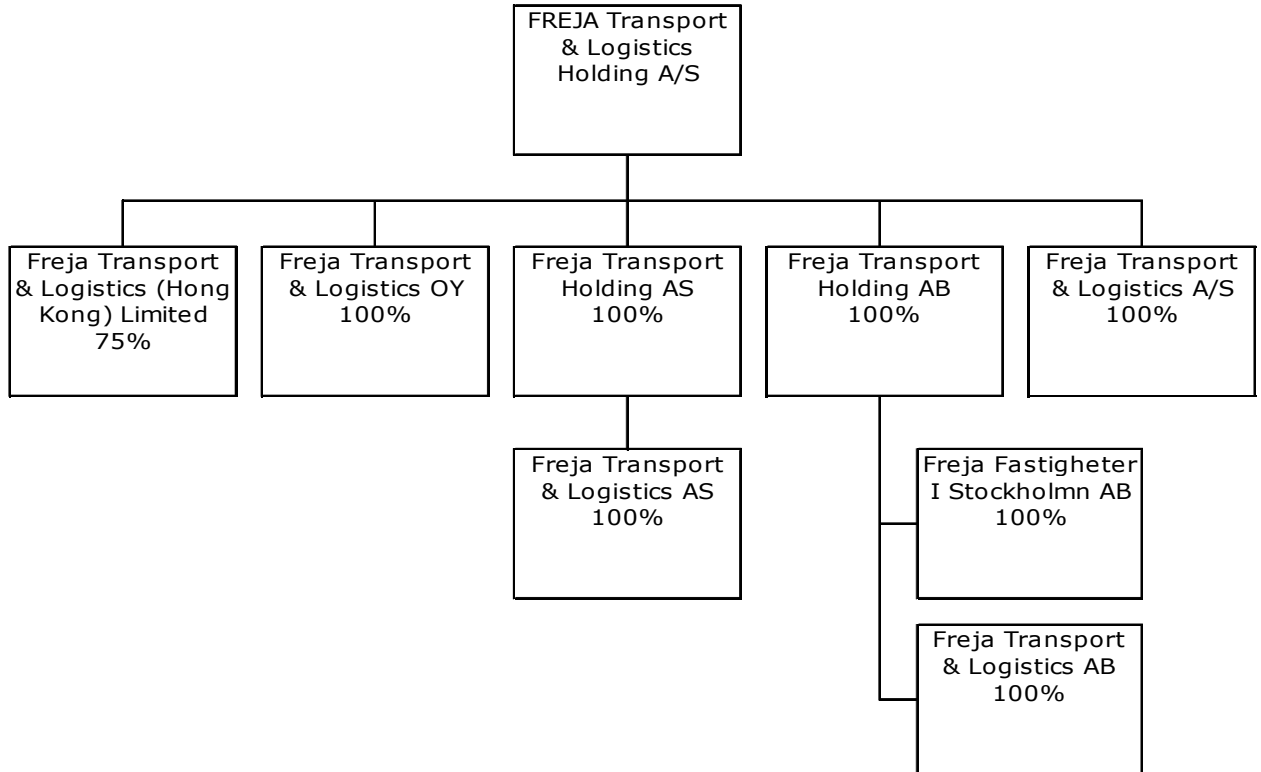 FREJA Transport
& Logistics
Holding A/S
Freja Transport
& Logistics (Hong
Kong) Limited
75%
Freja Transport
& Logistics OY
100%
Freja Transport
Holding AS
100%
Freja Transport
Holding AB
100%
Freja Transport
& Logistics A/S
100%
Freja Transport
& Logistics AS
100%
Freja Fastigheter
I Stockholmn AB
100%
Freja Transport
& Logistics AB
100%